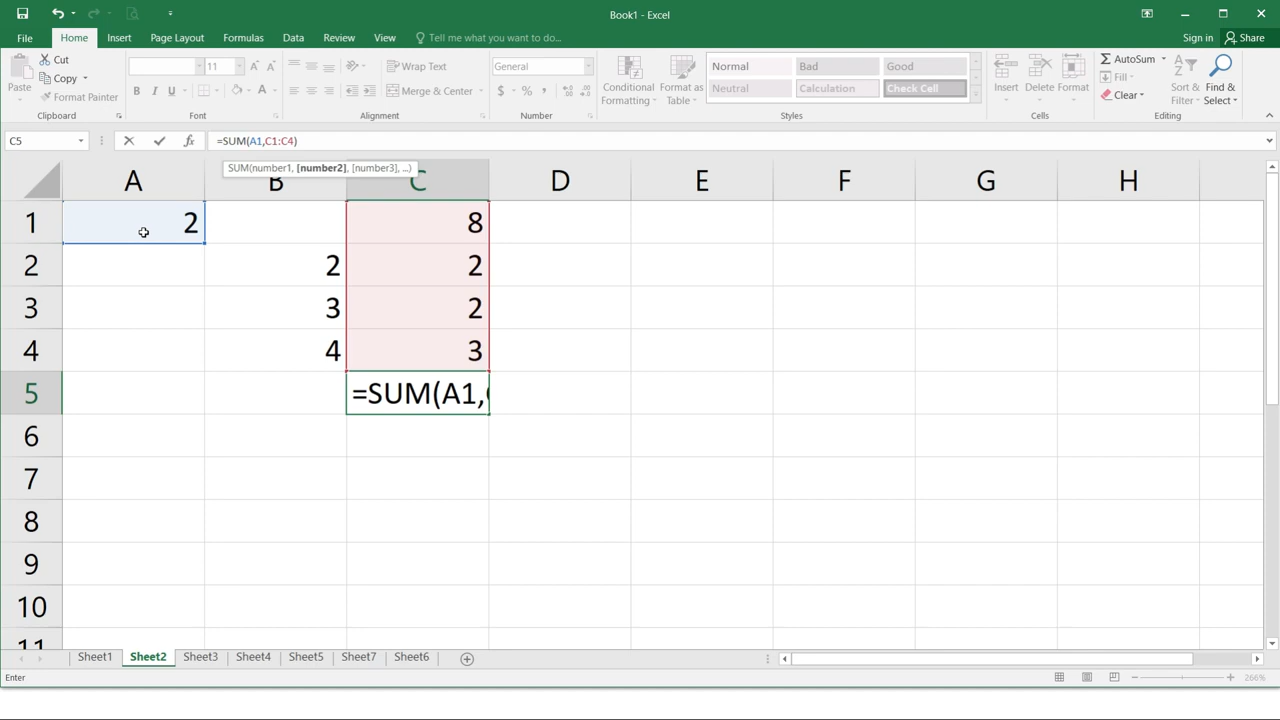 Book1 - Excel
File Home Insert Page Layout Formulas Data Review View Tell me what you want to do... Sign in Share
Paste Cut Copy Format Painter
11
B I U A
Wrap Text
Merge & Center
General
$ % ,
Conditional Formatting
Format as Table
Normal Bad Good
Neutral Calculation Check Cell
Insert Delete Format
AutoSum
Fill
Clear
Sort & Filter
Find & Select
Clipboard Font Alignment Number Styles Cells Editing
C5 fx =SUM(A1,C1:C4)
SUM(number1, [number2], [number3], ...)
A B C D E F G H
1 2 8
2 2 2
3 3 2
4 4 3
5 =SUM(A1,
6
7
8
9
10
11
Sheet1 Sheet2 Sheet3 Sheet4 Sheet5 Sheet7 Sheet6
Enter 266%